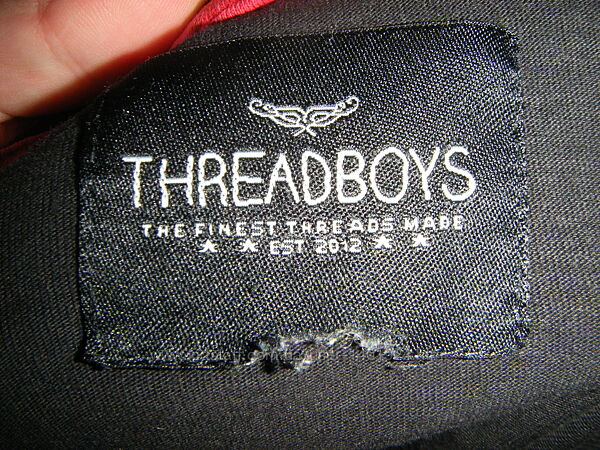 THREADBOYS
THE FINEST THREADS MADE
EST 2012